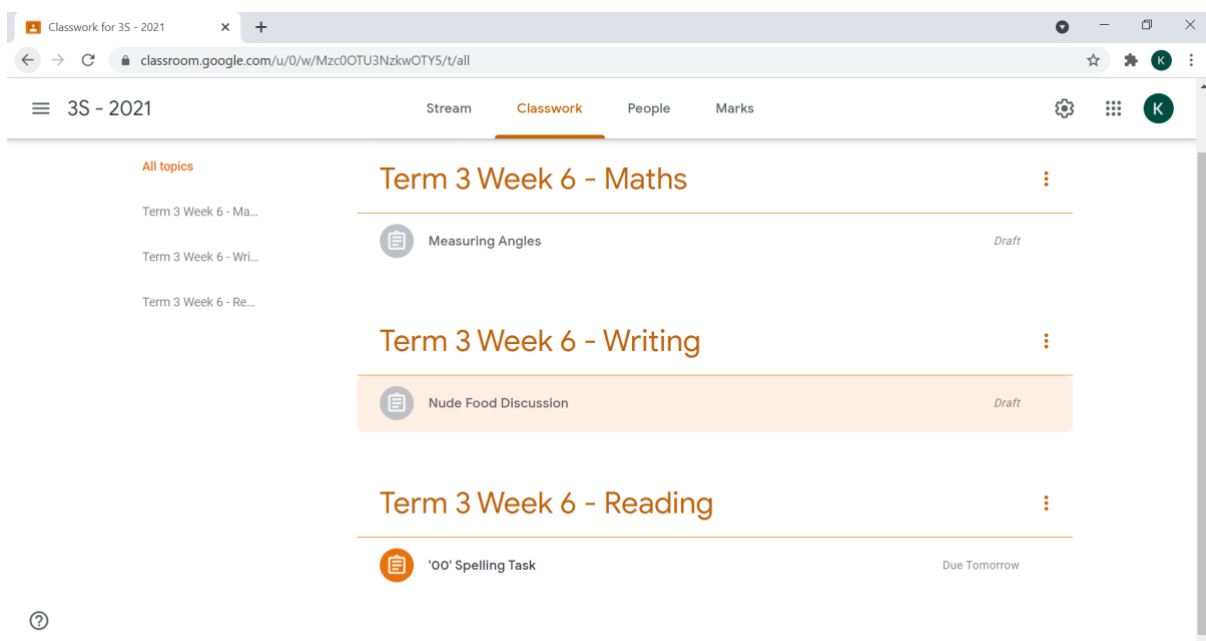 Classwork for 3S - 2021
classroom.google.com/u/0/w/Mzc0OTU3NzkwOTY5/t/all
K
3S - 2021
Stream Classwork People Marks
K
All topics
Term 3 Week 6 - Ma...
Term 3 Week 6 - Wri...
Term 3 Week 6 - Re...
Term 3 Week 6 - Maths
Measuring Angles Draft
Term 3 Week 6 - Writing
Nude Food Discussion Draft
Term 3 Week 6 - Reading
'00' Spelling Task Due Tomorrow